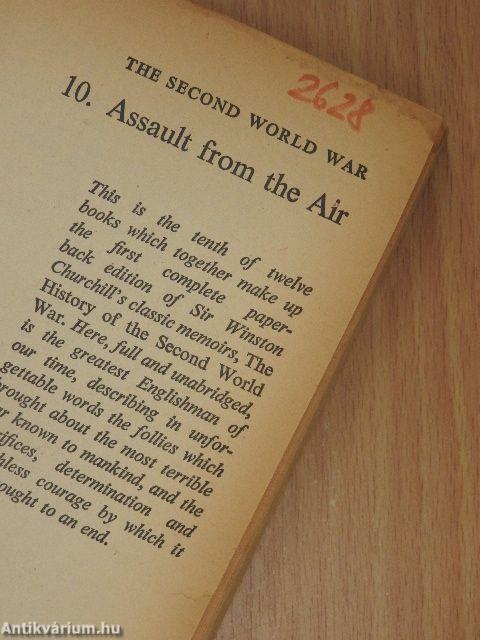 2628
THE SECOND WORLD WAR
10. Assault from the Air
This is the tenth of twelve
books which together make up
the first complete paper-
back edition of Sir Winston
Churchill's classic memoirs, The
History of the Second World
War. Here, full and unabridged,
is the greatest Englishman of
our time, describing in unfor-
gettable words the follies which
brought about the most terrible
known to mankind, and the
determination and
courage by which it
to an end.
Antikvárium.hu